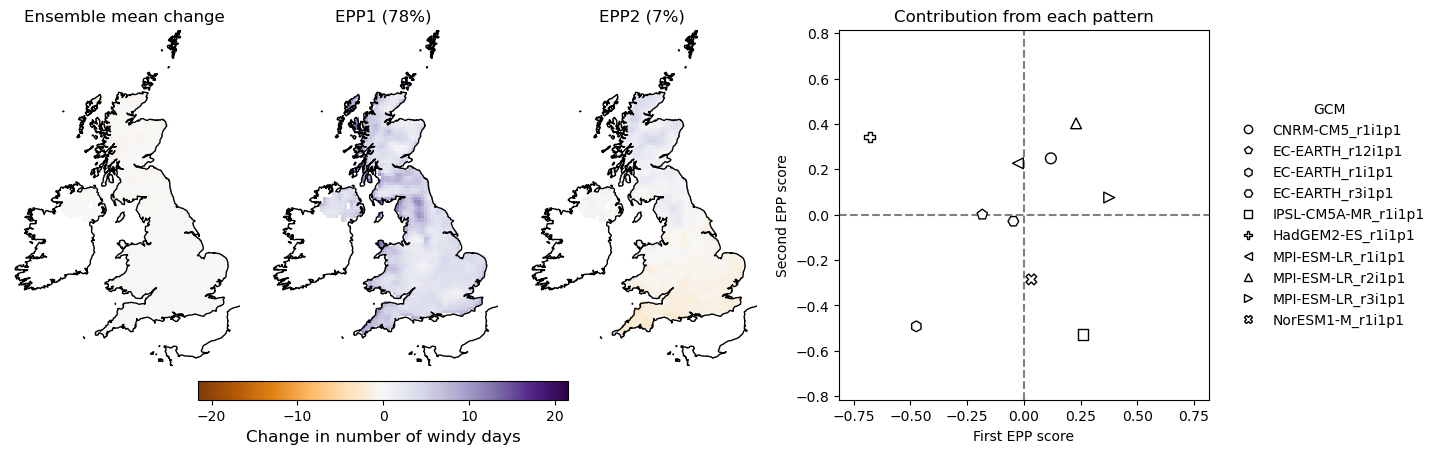 Ensemble mean change
EPP1 (78%)
EPP2 (7%)
−20 −10 0 10 20
Change in number of windy days
Contribution from each pattern
Second EPP score
0.8
0.6
0.4
0.2
0.0
−0.2
−0.4
−0.6
−0.8
−0.75 −0.50 −0.25 0.00 0.25 0.50 0.75
First EPP score
GCM
CNRM-CM5_r1i1p1
EC-EARTH_r12i1p1
EC-EARTH_r1i1p1
EC-EARTH_r3i1p1
IPSL-CM5A-MR_r1i1p1
HadGEM2-ES_r1i1p1
MPI-ESM-LR_r1i1p1
MPI-ESM-LR_r2i1p1
MPI-ESM-LR_r3i1p1
NorESM1-M_r1i1p1